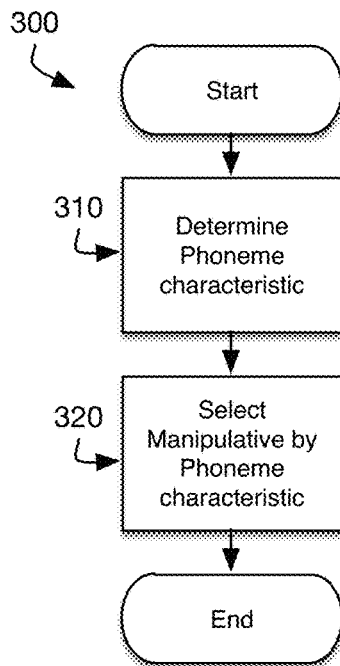 300
Start
310
Determine
Phoneme
characteristic
320
Select
Manipulative by
Phoneme
characteristic
End